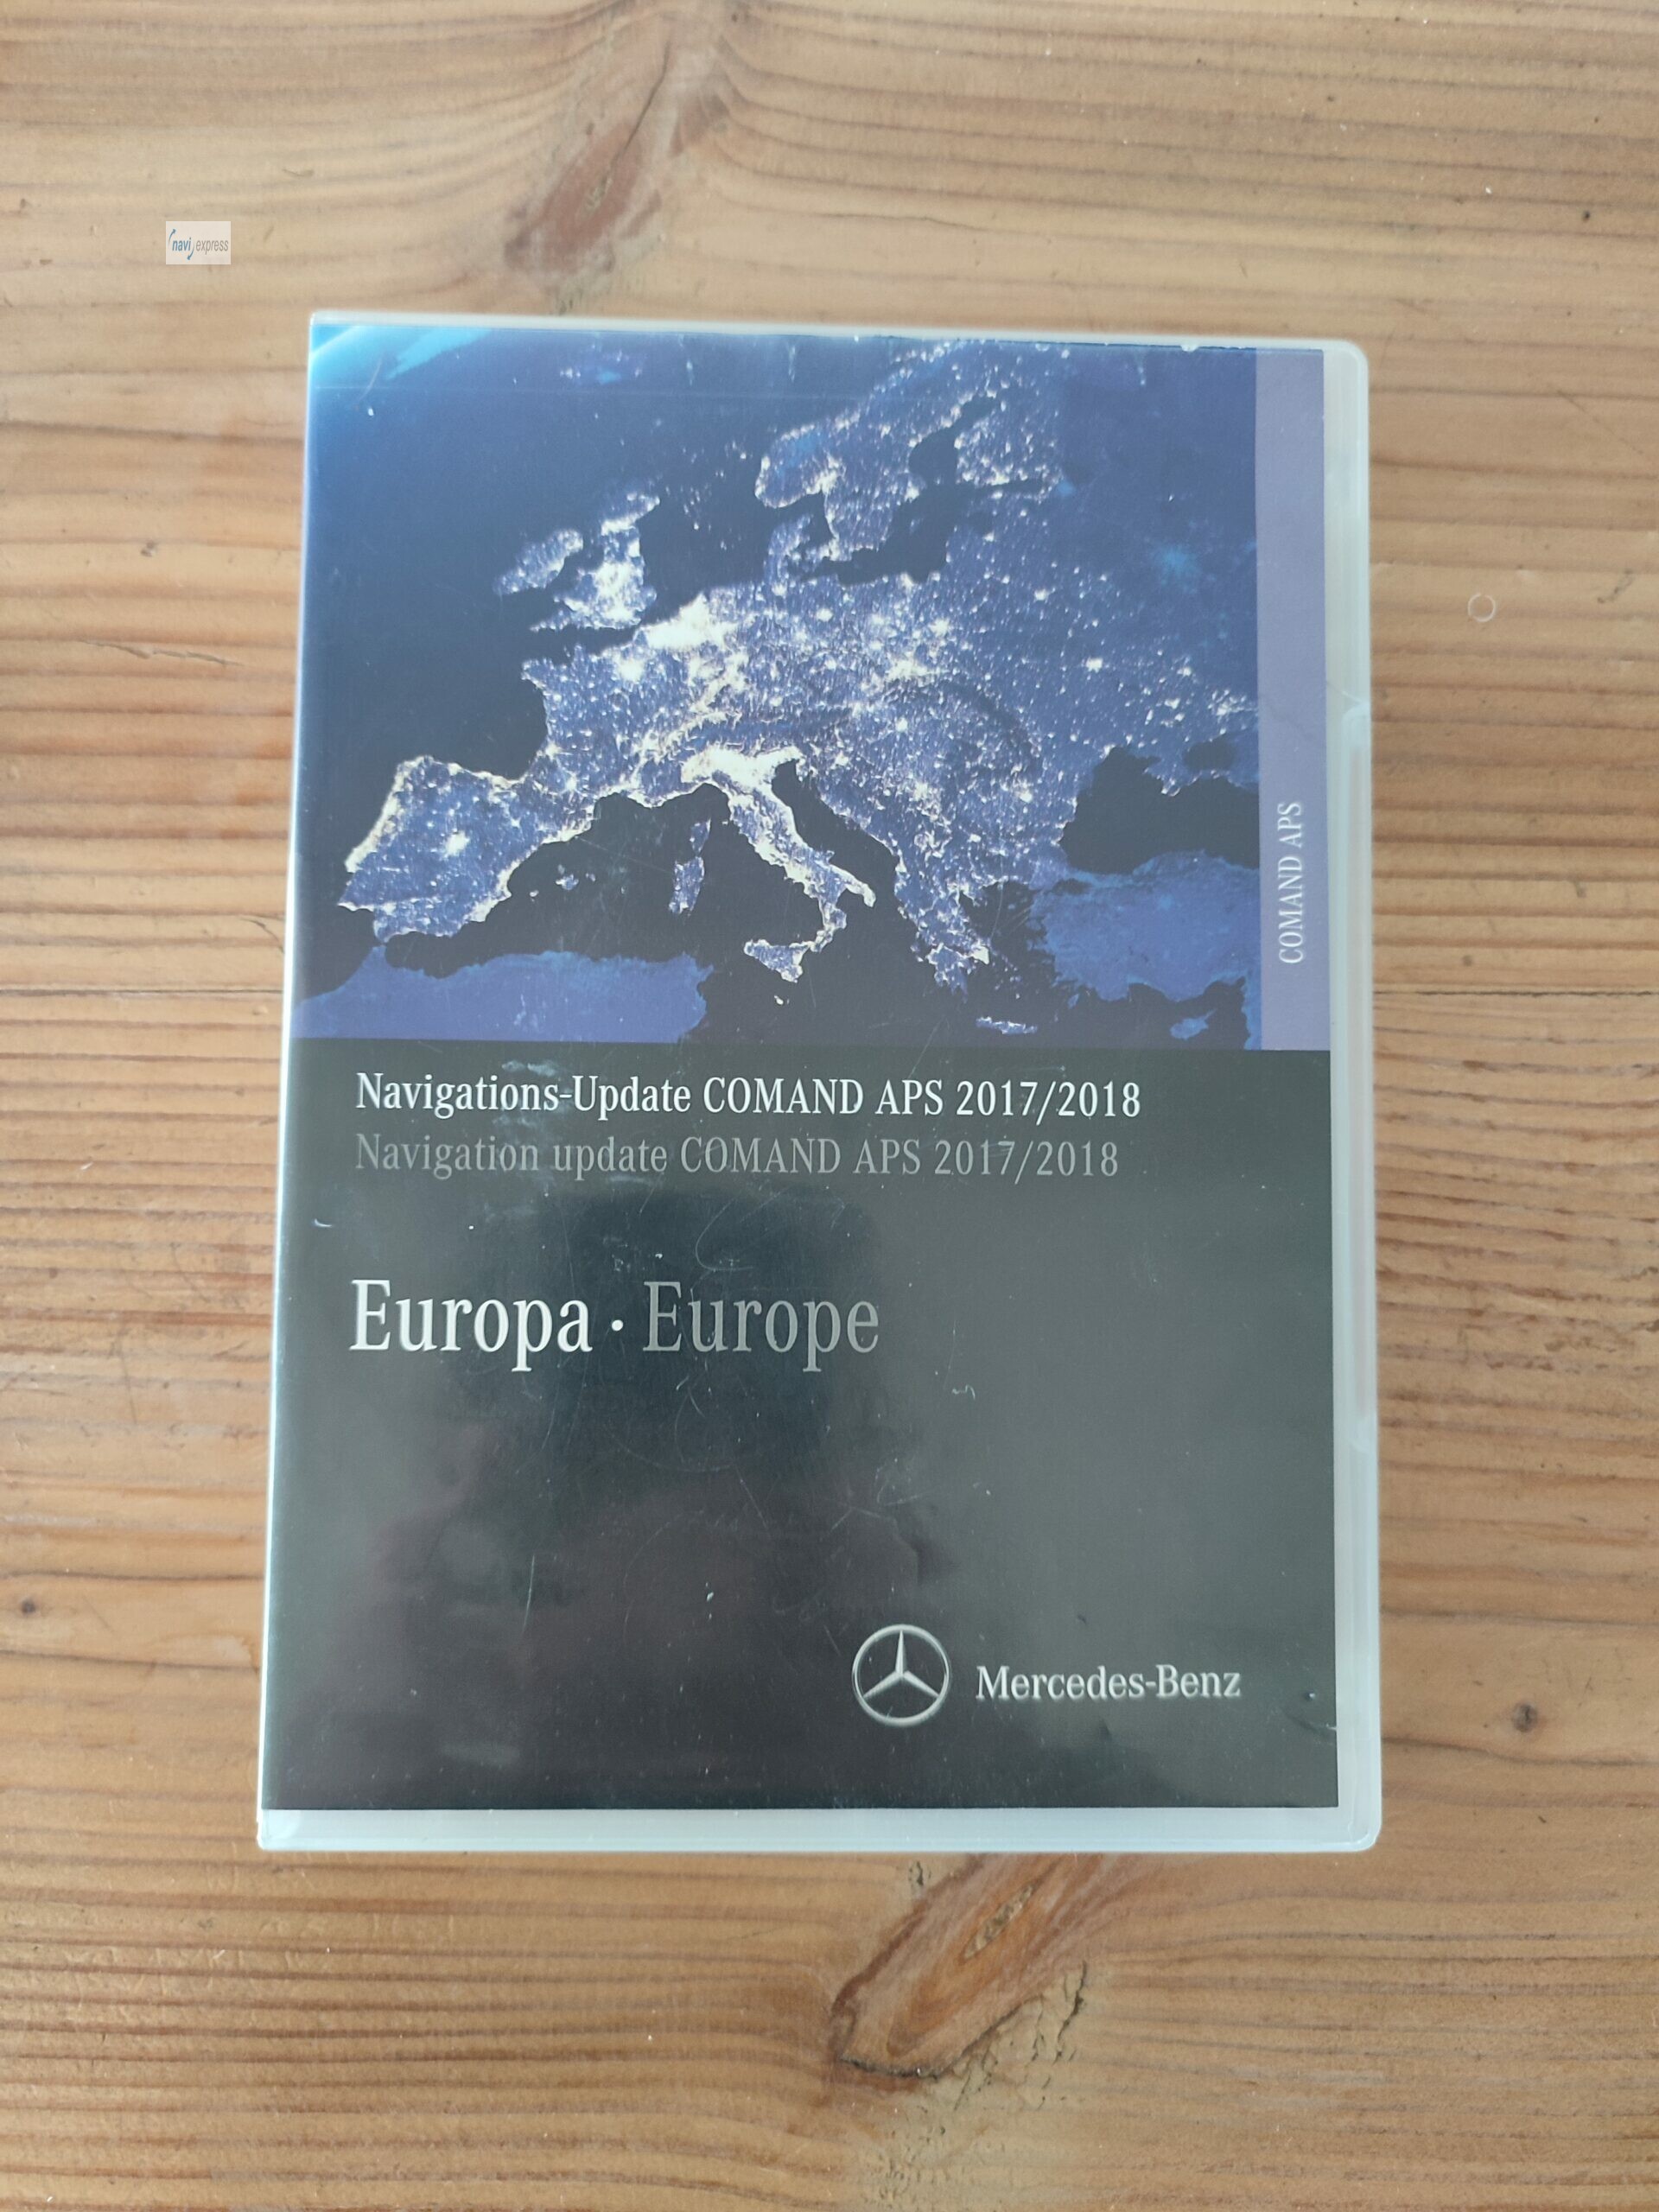 navi express
COMAND APS
Navigations-Update COMAND APS 2017/2018
Navigation update COMAND APS 2017/2018
Europa · Europe
Mercedes-Benz